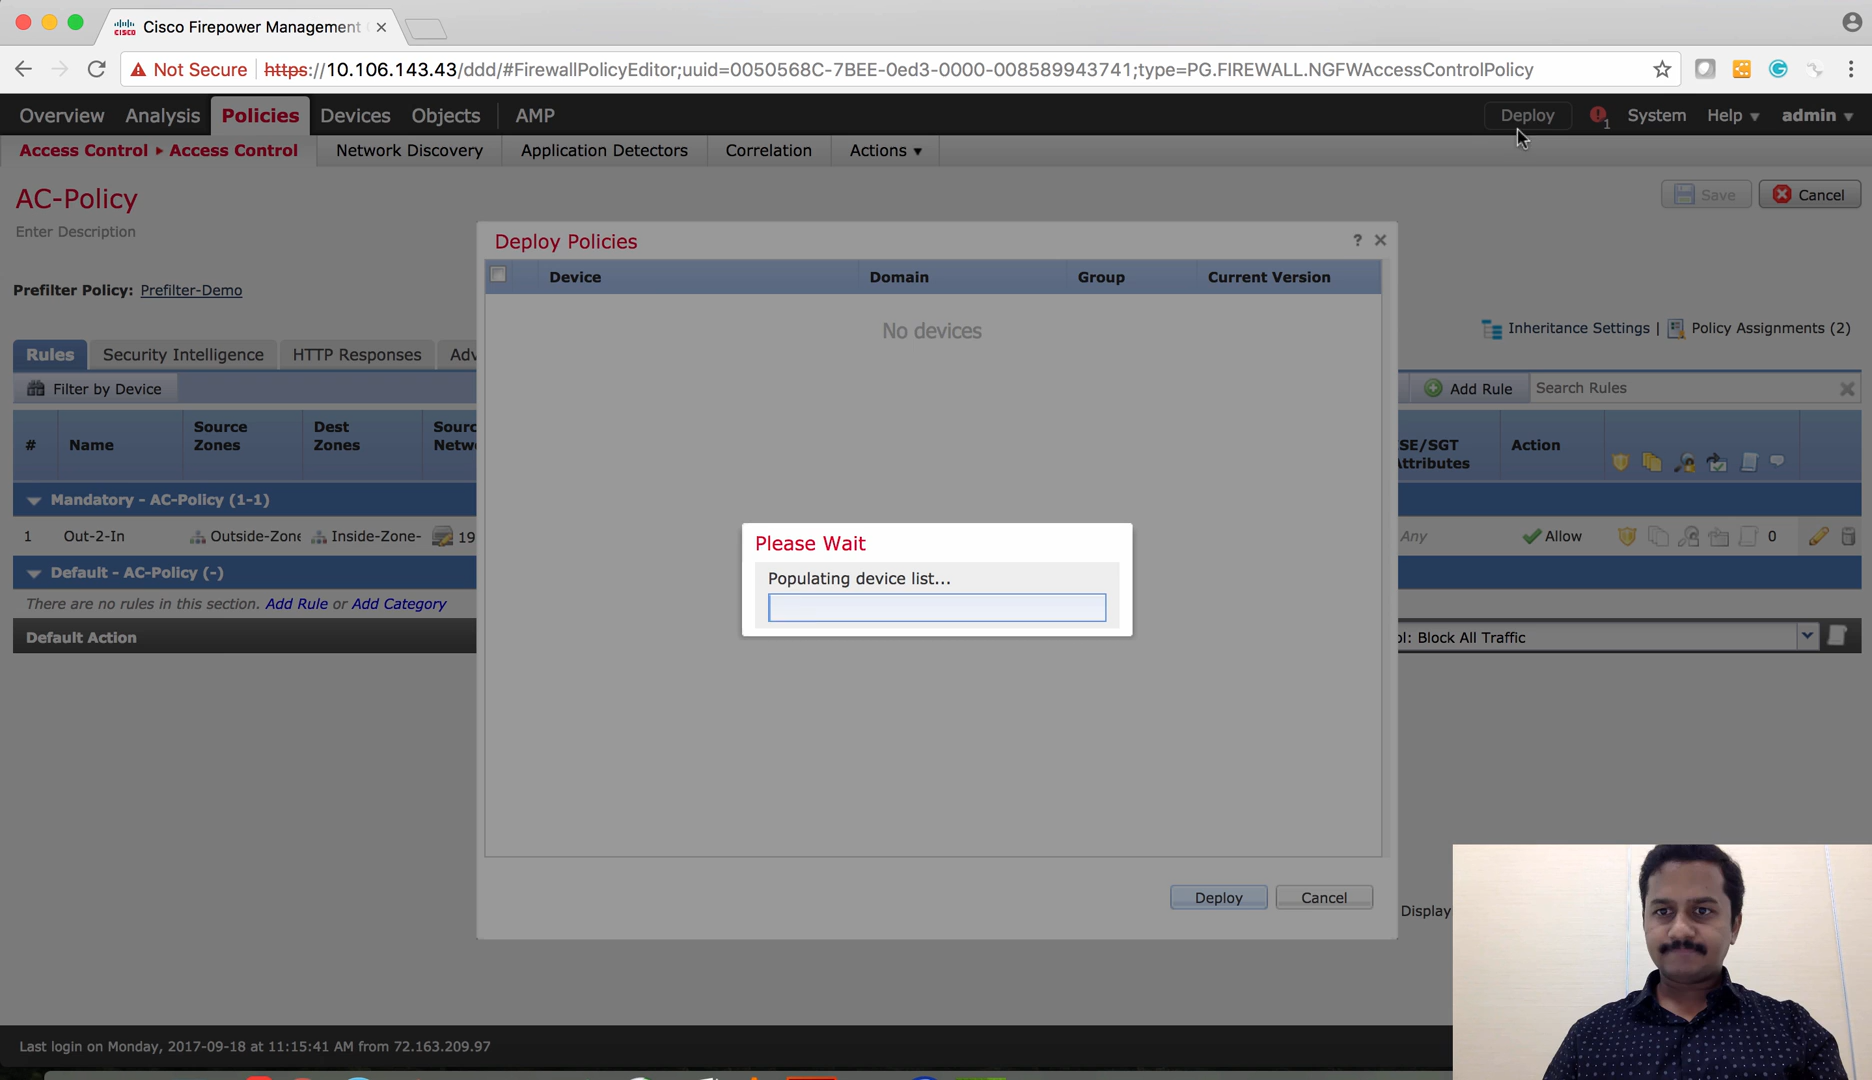 Cisco Firepower Management
Not Secure https://10.106.143.43/ddd/#FirewallPolicyEditor;uuid=0050568C-7BEE-0ed3-0000-008589943741;type=PG.FIREWALL.NGFWAccessControlPolicy
Overview Analysis Policies Devices Objects AMP Deploy 1 System Help admin
Access Control ▸ Access Control Network Discovery Application Detectors Correlation Actions
AC-Policy
Save Cancel
Enter Description
Deploy Policies ?
Device Domain Group Current Version
Prefilter Policy: Prefilter-Demo
No devices
Inheritance Settings | Policy Assignments (2)
Rules Security Intelligence HTTP Responses Adv
Filter by Device Add Rule Search Rules
# Name Source Zones Dest Zones Sourc Netw SE/SGT Attributes Action
Mandatory - AC-Policy (1-1)
1 Out-2-In Outside-Zone Inside-Zone- 19 Any Allow 0
Please Wait
Populating device list...
Default - AC-Policy (-)
There are no rules in this section. Add Rule or Add Category
Default Action ol: Block All Traffic
Deploy Cancel
Display
Last login on Monday, 2017-09-18 at 11:15:41 AM from 72.163.209.97